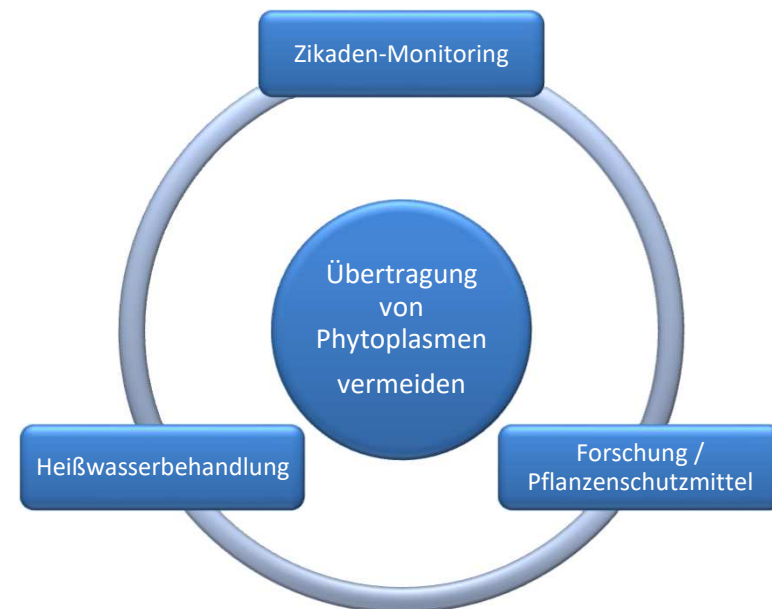 Zikaden-Monitoring
Übertragung
von
Phytoplasmen
vermeiden
Heißwasserbehandlung
Forschung /
Pflanzenschutzmittel